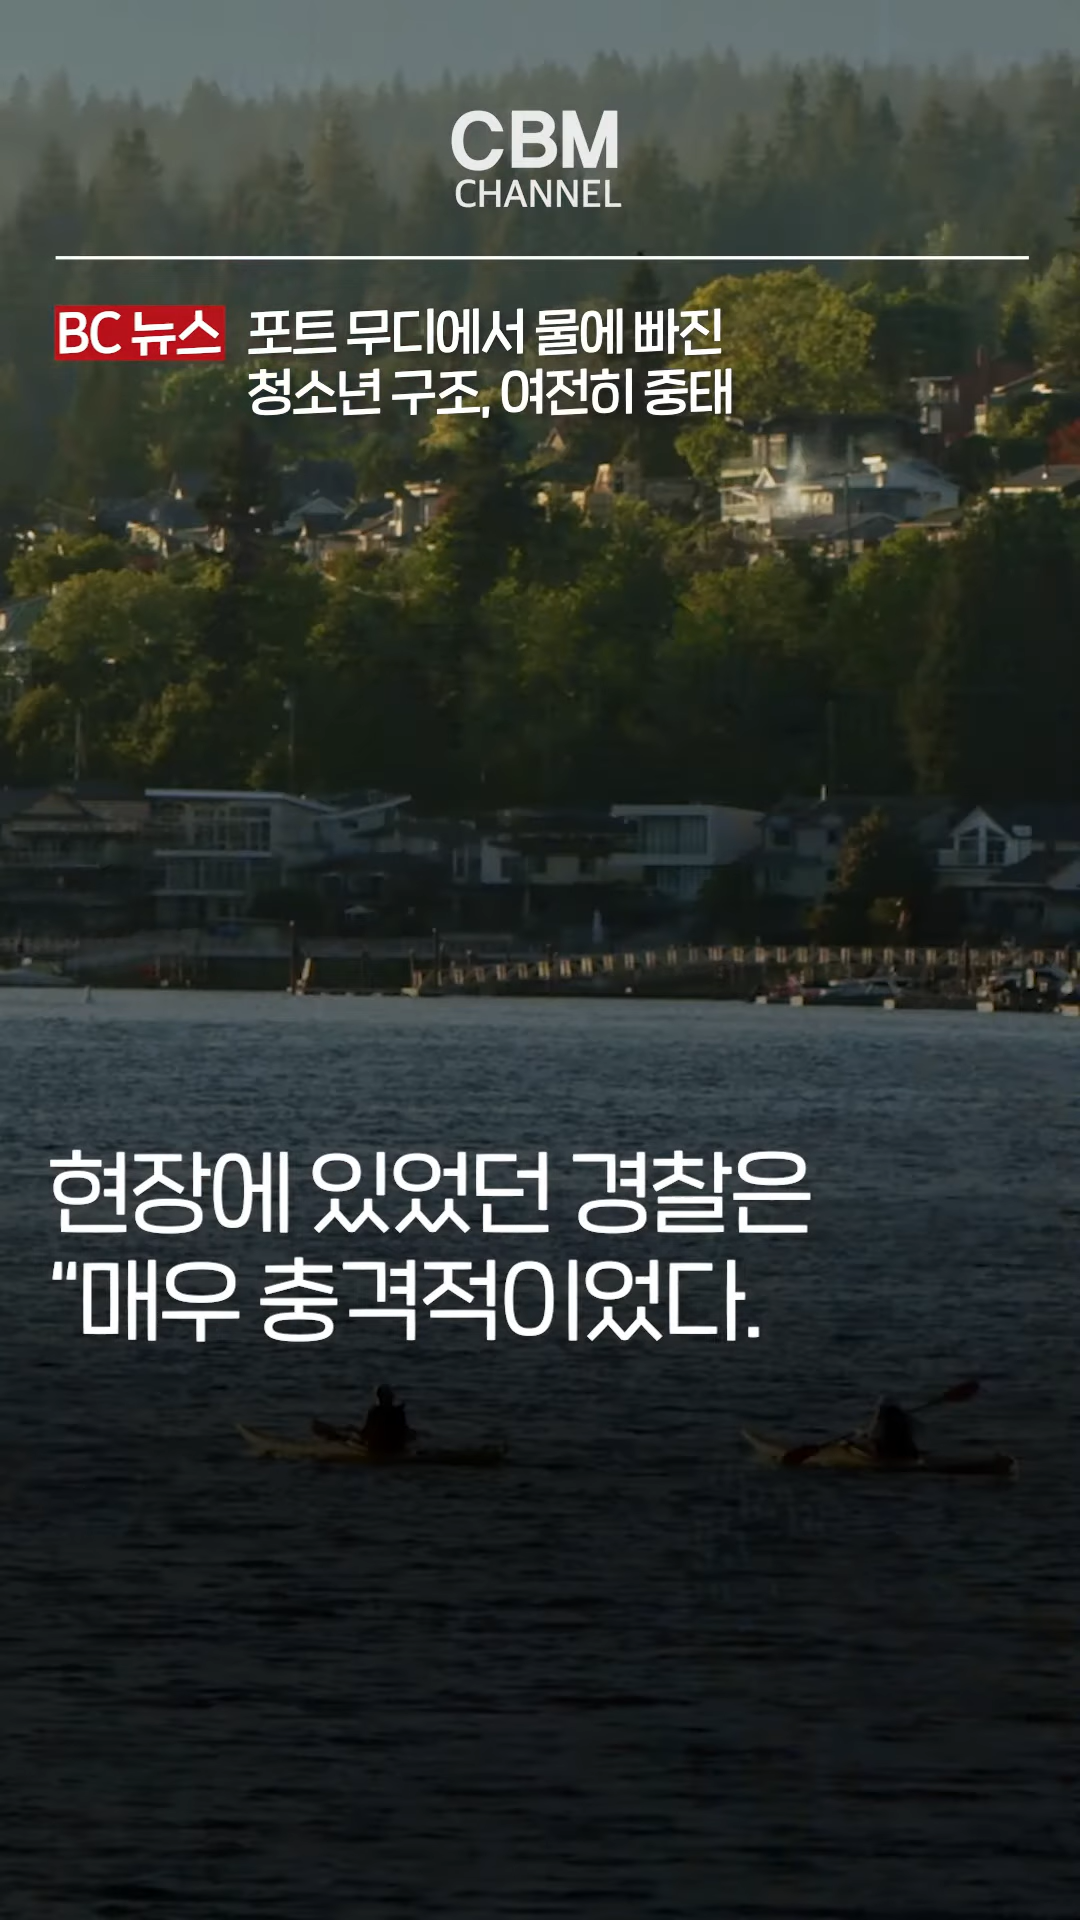 CBM
CHANNEL
BC 뉴스 포트 무디에서 물에 빠진
청소년 구조, 여전히 중태
현장에 있었던 경찰은
“매우 충격적이었다.